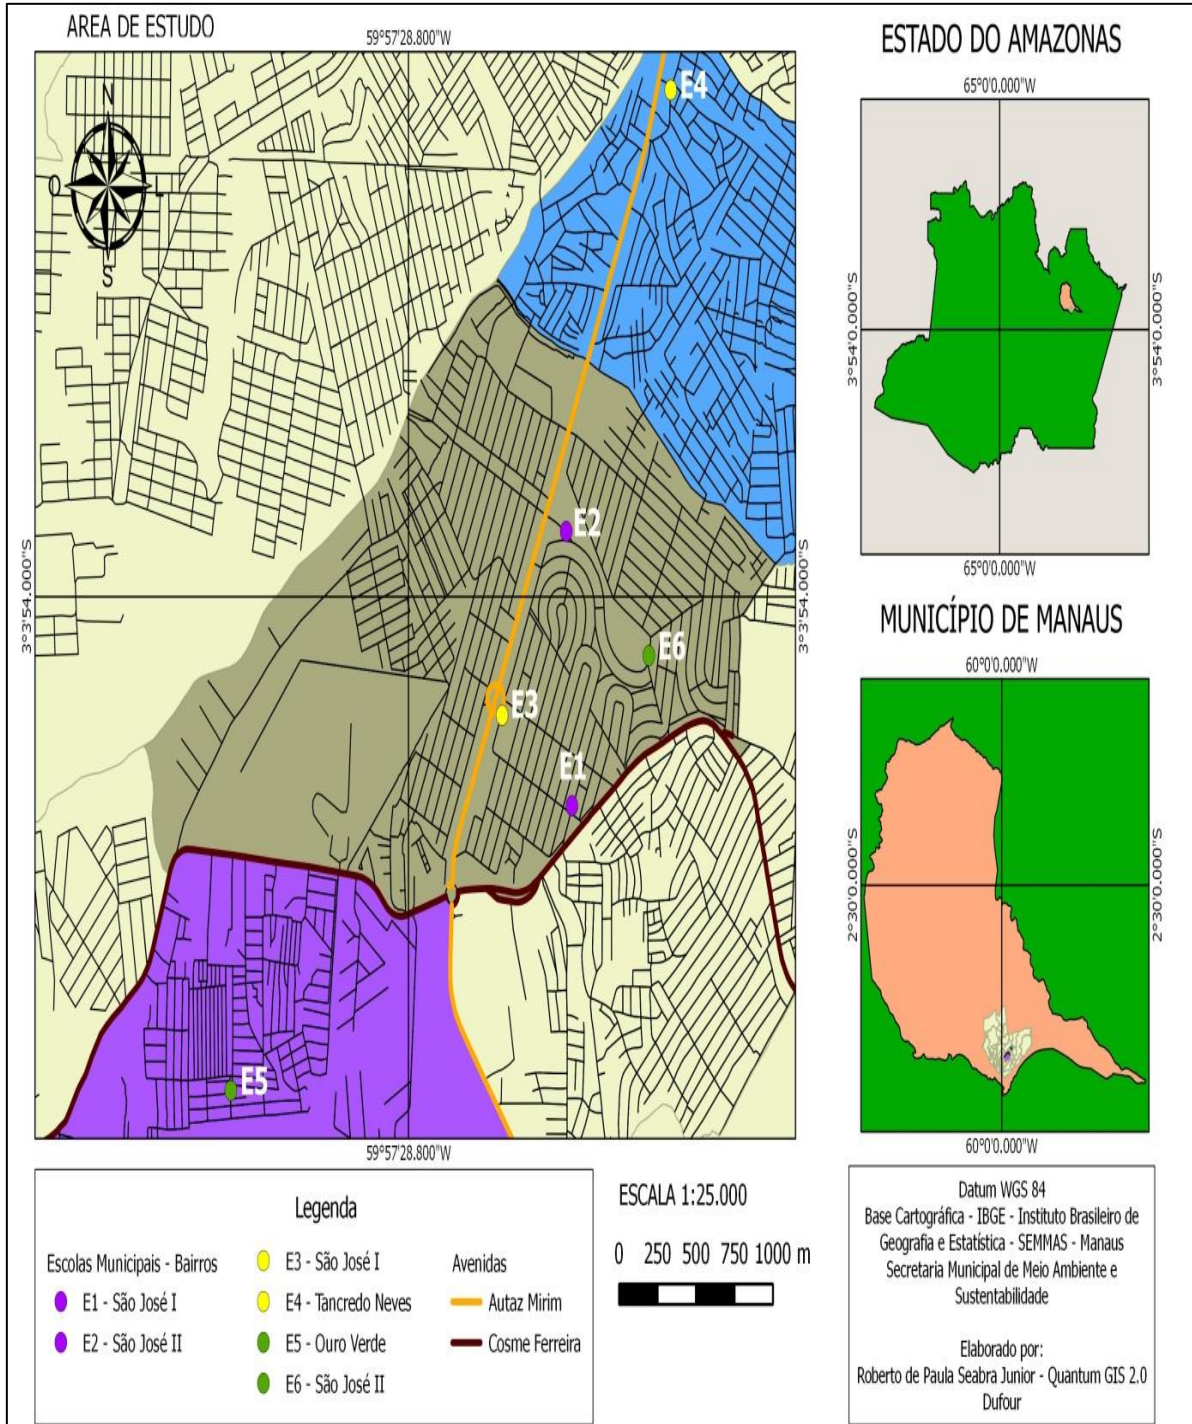 AREA DE ESTUDO
59°57'28.800"W
N
O
L
S
E4
E2
E6
E3
E1
E5
3°3'54.000"S
3°3'54.000"S
59°57'28.800"W
ESTADO DO AMAZONAS
65°0'0.000"W
3°54'0.000"S
3°54'0.000"S
65°0'0.000"W
MUNICÍPIO DE MANAUS
60°0'0.000"W
2°30'0.000"S
2°30'0.000"S
60°0'0.000"W
Legenda
Escolas Municipais - Bairros
E1 - São José I
E2 - São José II
E3 - São José I
E4 - Tancredo Neves
E5 - Ouro Verde
E6 - São José II
Avenidas
Autaz Mirim
Cosme Ferreira
ESCALA 1:25.000
0 250 500 750 1000 m
Datum WGS 84
Base Cartográfica - IBGE - Instituto Brasileiro de
Geografia e Estatística - SEMMAS - Manaus
Secretaria Municipal de Meio Ambiente e
Sustentabilidade
Elaborado por:
Roberto de Paula Seabra Junior - Quantum GIS 2.0
Dufour